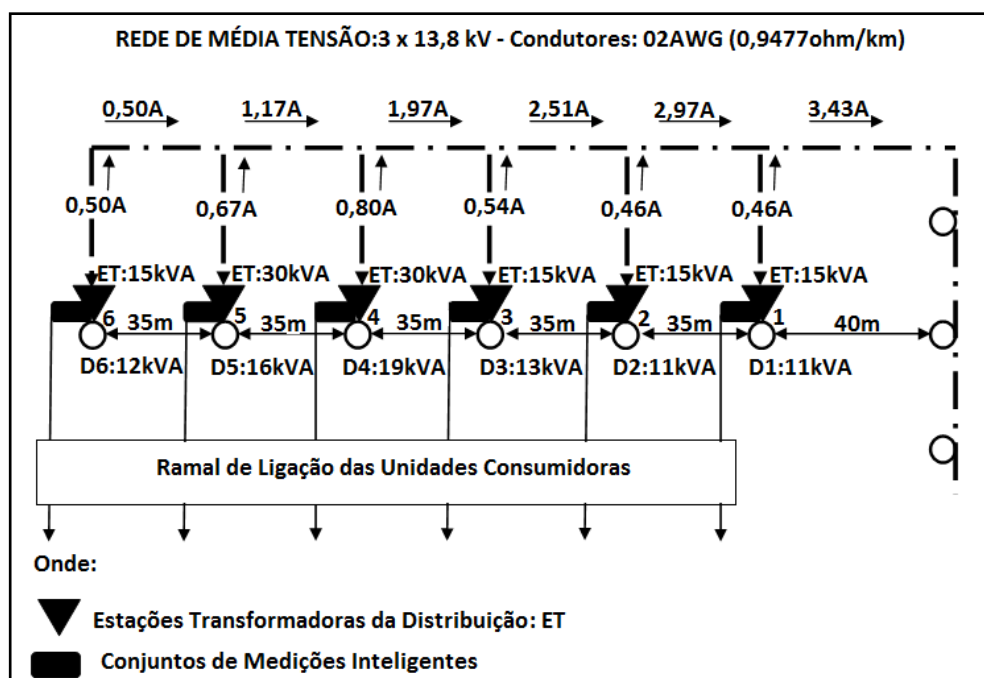 REDE DE MÉDIA TENSÃO:3 x 13,8 kV - Condutores: 02AWG (0,9477ohm/km)
0,50A 1,17A 1,97A 2,51A 2,97A 3,43A
0,50A 0,67A 0,80A 0,54A 0,46A 0,46A
ET:15kVA ET:30kVA ET:30kVA ET:15kVA ET:15kVA ET:15kVA
6 35m 5 35m 4 35m 3 35m 2 35m 1 40m
D6:12kVA D5:16kVA D4:19kVA D3:13kVA D2:11kVA D1:11kVA
Ramal de Ligação das Unidades Consumidoras
Onde:
Estações Transformadoras da Distribuição: ET
Conjuntos de Medições Inteligentes